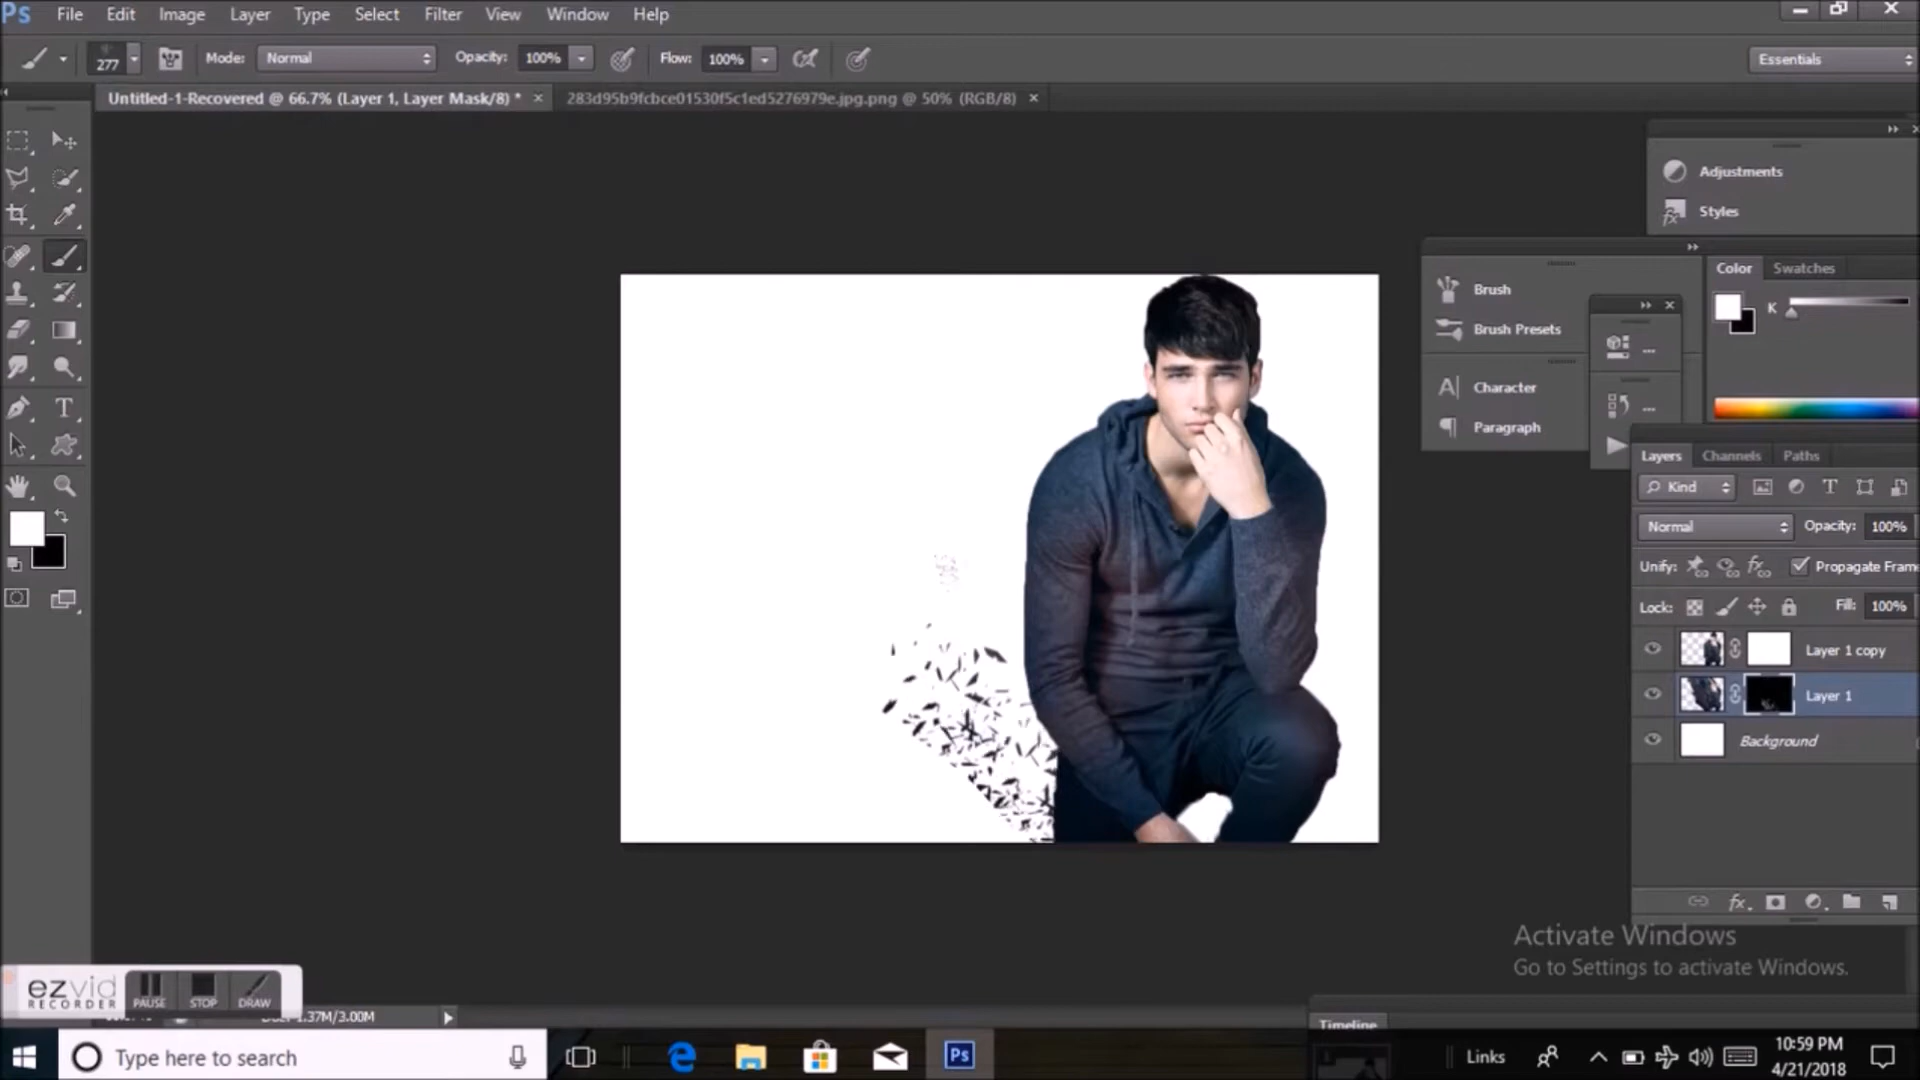 Ps File Edit Image Layer Type Select Filter View Window Help
277 Mode: Normal Opacity: 100% Flow: 100% Essentials
Untitled-1-Recovered @ 66.7% (Layer 1, Layer Mask/8) * × 283d95b9fcbce01530f5c1ed5276979e.jpg.png @ 50% (RGB/8) ×
Adjustments
Styles
Color Swatches
K
Brush
Brush Presets
Character
Paragraph
Layers Channels Paths
Kind
Normal Opacity: 100%
Unify: Propagate Fram
Lock: Fill: 100%
Layer 1 copy
Layer 1
Background
fx
Activate Windows
Go to Settings to activate Windows.
ezvid
RECORDER
PAUSE STOP DRAW
1.37M/3.00M
Timeline
Type here to search
Ps
Links
10:59 PM
4/21/2018